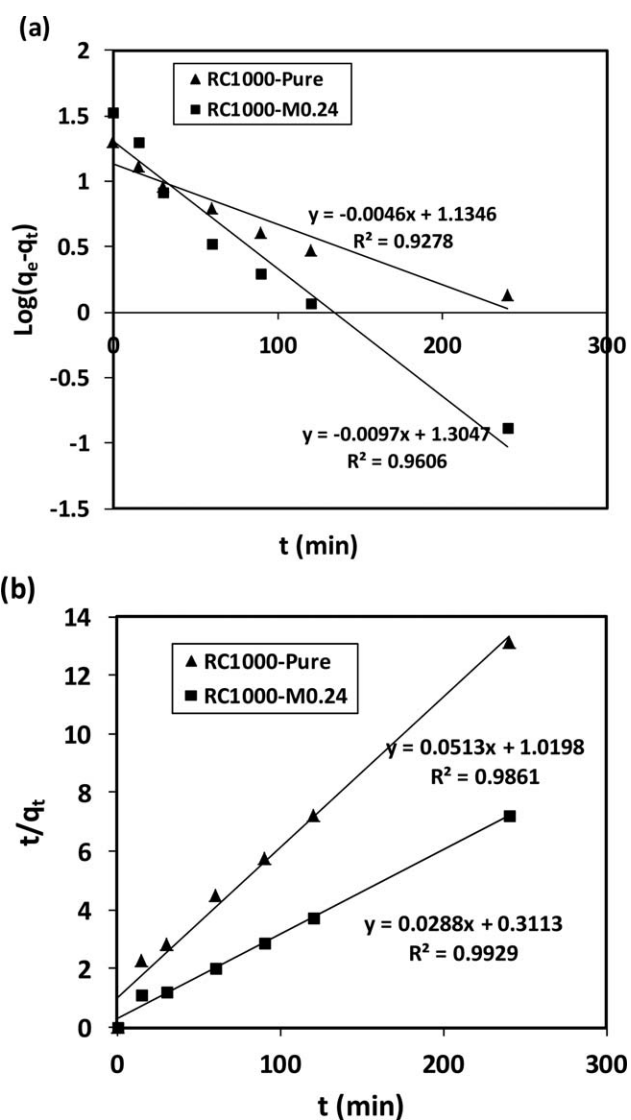 (a)
2
1.5
1
0.5
0
-0.5
-1
-1.5
Log(qₑ-qₜ)
▲ RC1000-Pure
■ RC1000-M0.24
y = -0.0046x + 1.1346
R² = 0.9278
0
100
200
300
y = -0.0097x + 1.3047
R² = 0.9606
t (min)
(b)
14
12
10
8
6
4
2
0
t/qₜ
▲ RC1000-Pure
■ RC1000-M0.24
y = 0.0513x + 1.0198
R² = 0.9861
y = 0.0288x + 0.3113
R² = 0.9929
0
100
200
300
t (min)